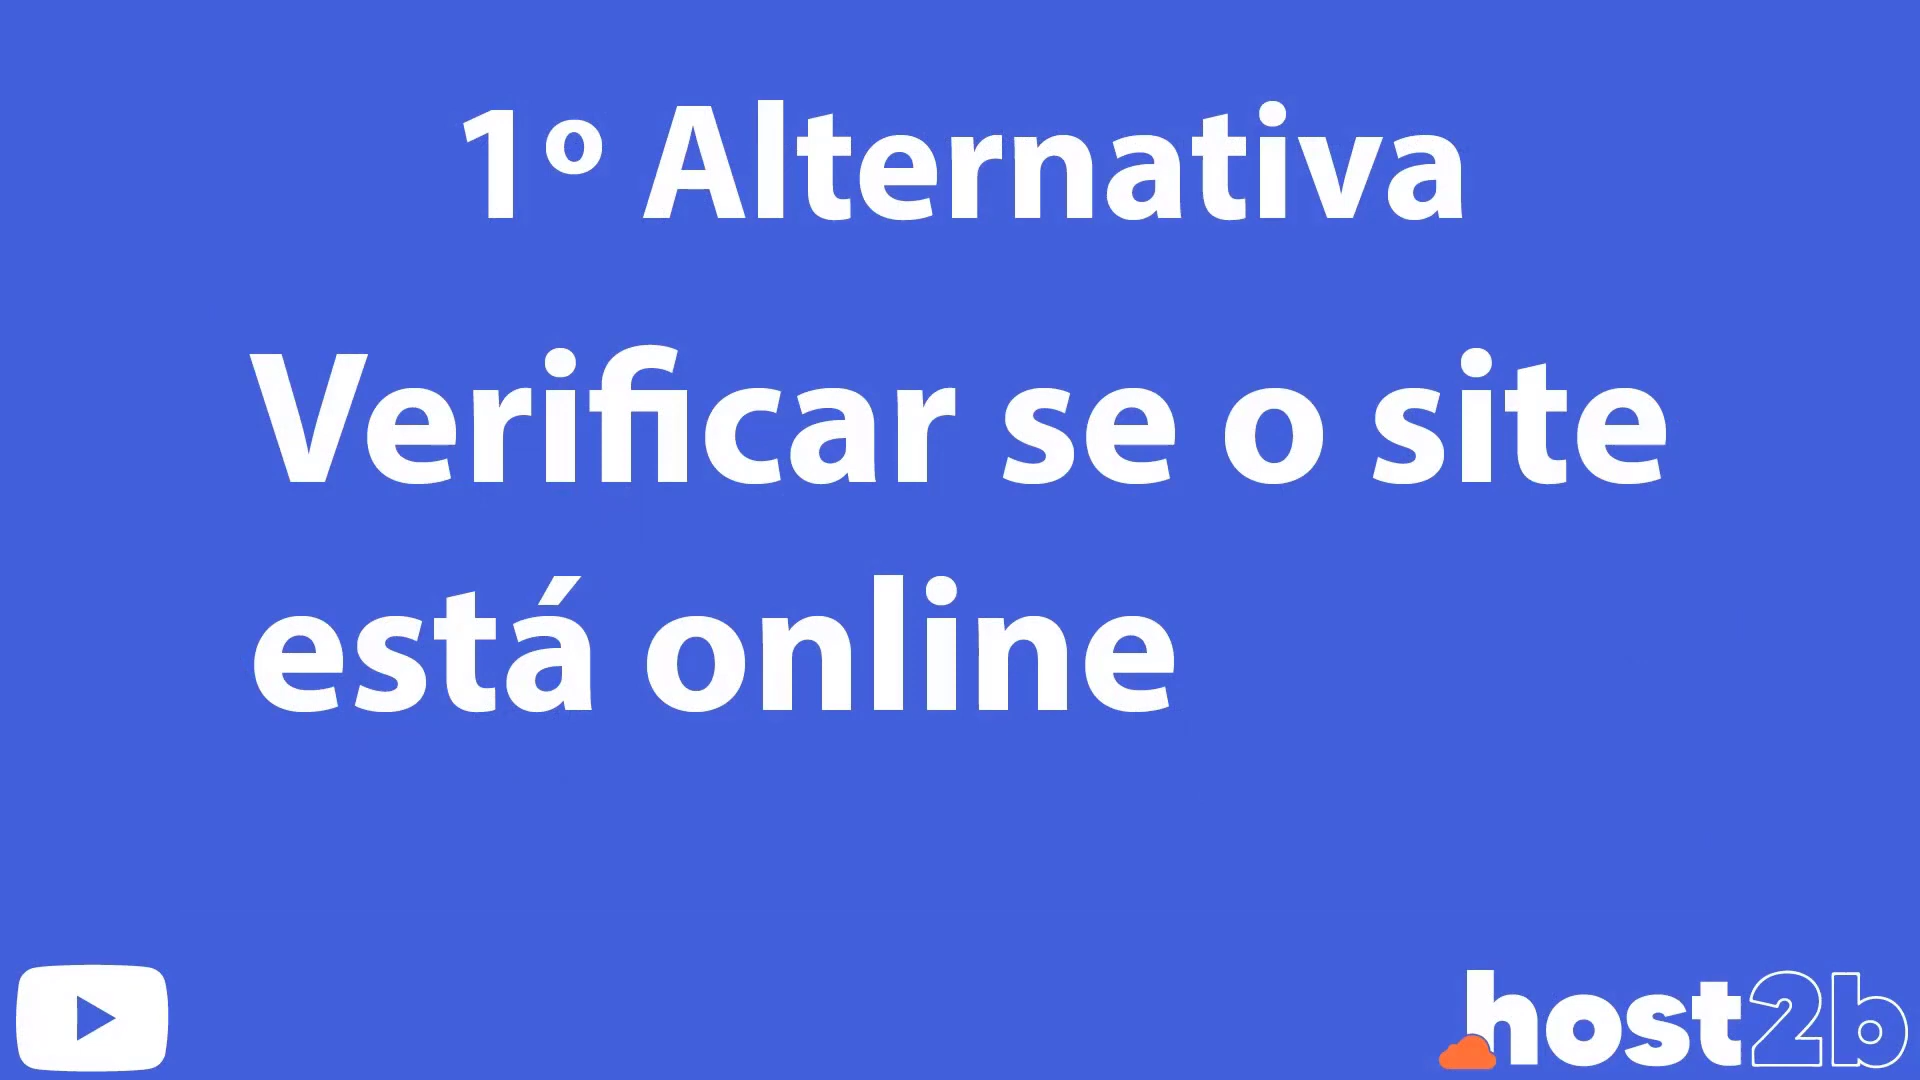 1º Alternativa
Verificar se o site
está online
host2b